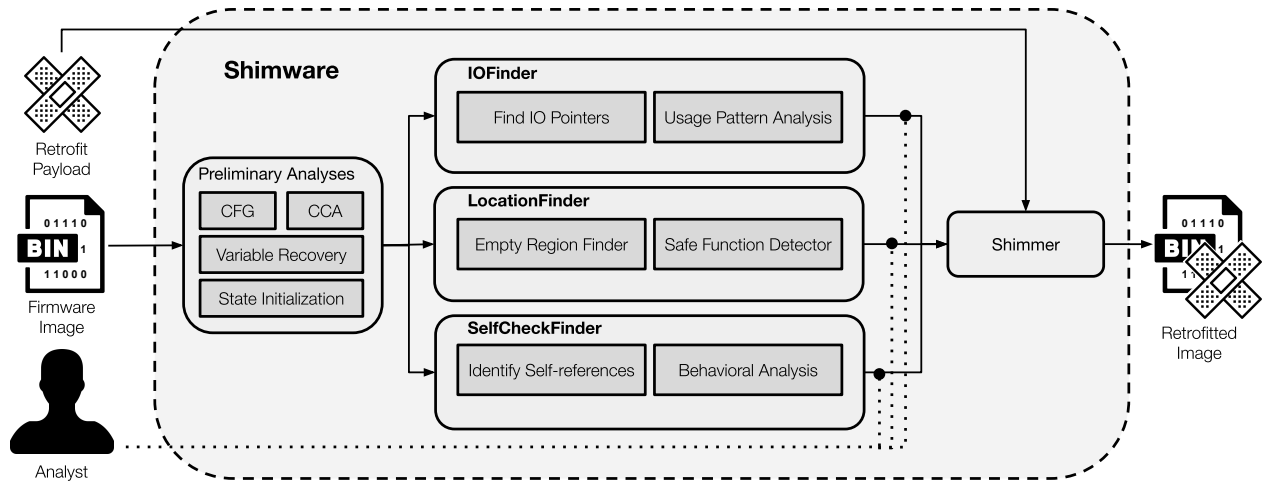 Shimware
Retrofit
Payload
01110
BIN 1
11000
Firmware
Image
Analyst
Preliminary Analyses
CFG
CCA
Variable Recovery
State Initialization
IOFinder
Find IO Pointers
Usage Pattern Analysis
LocationFinder
Empty Region Finder
Safe Function Detector
SelfCheckFinder
Identify Self-references
Behavioral Analysis
Shimmer
01110
BIN 1
11
Retrofitted
Image